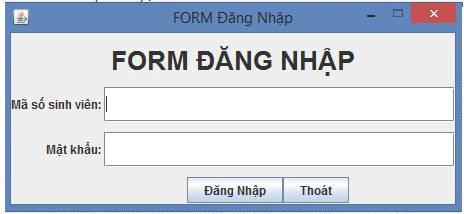 FORM Đăng Nhập
FORM ĐĂNG NHẬP
Mã số sinh viên:
Mật khẩu:
Đăng Nhập Thoát